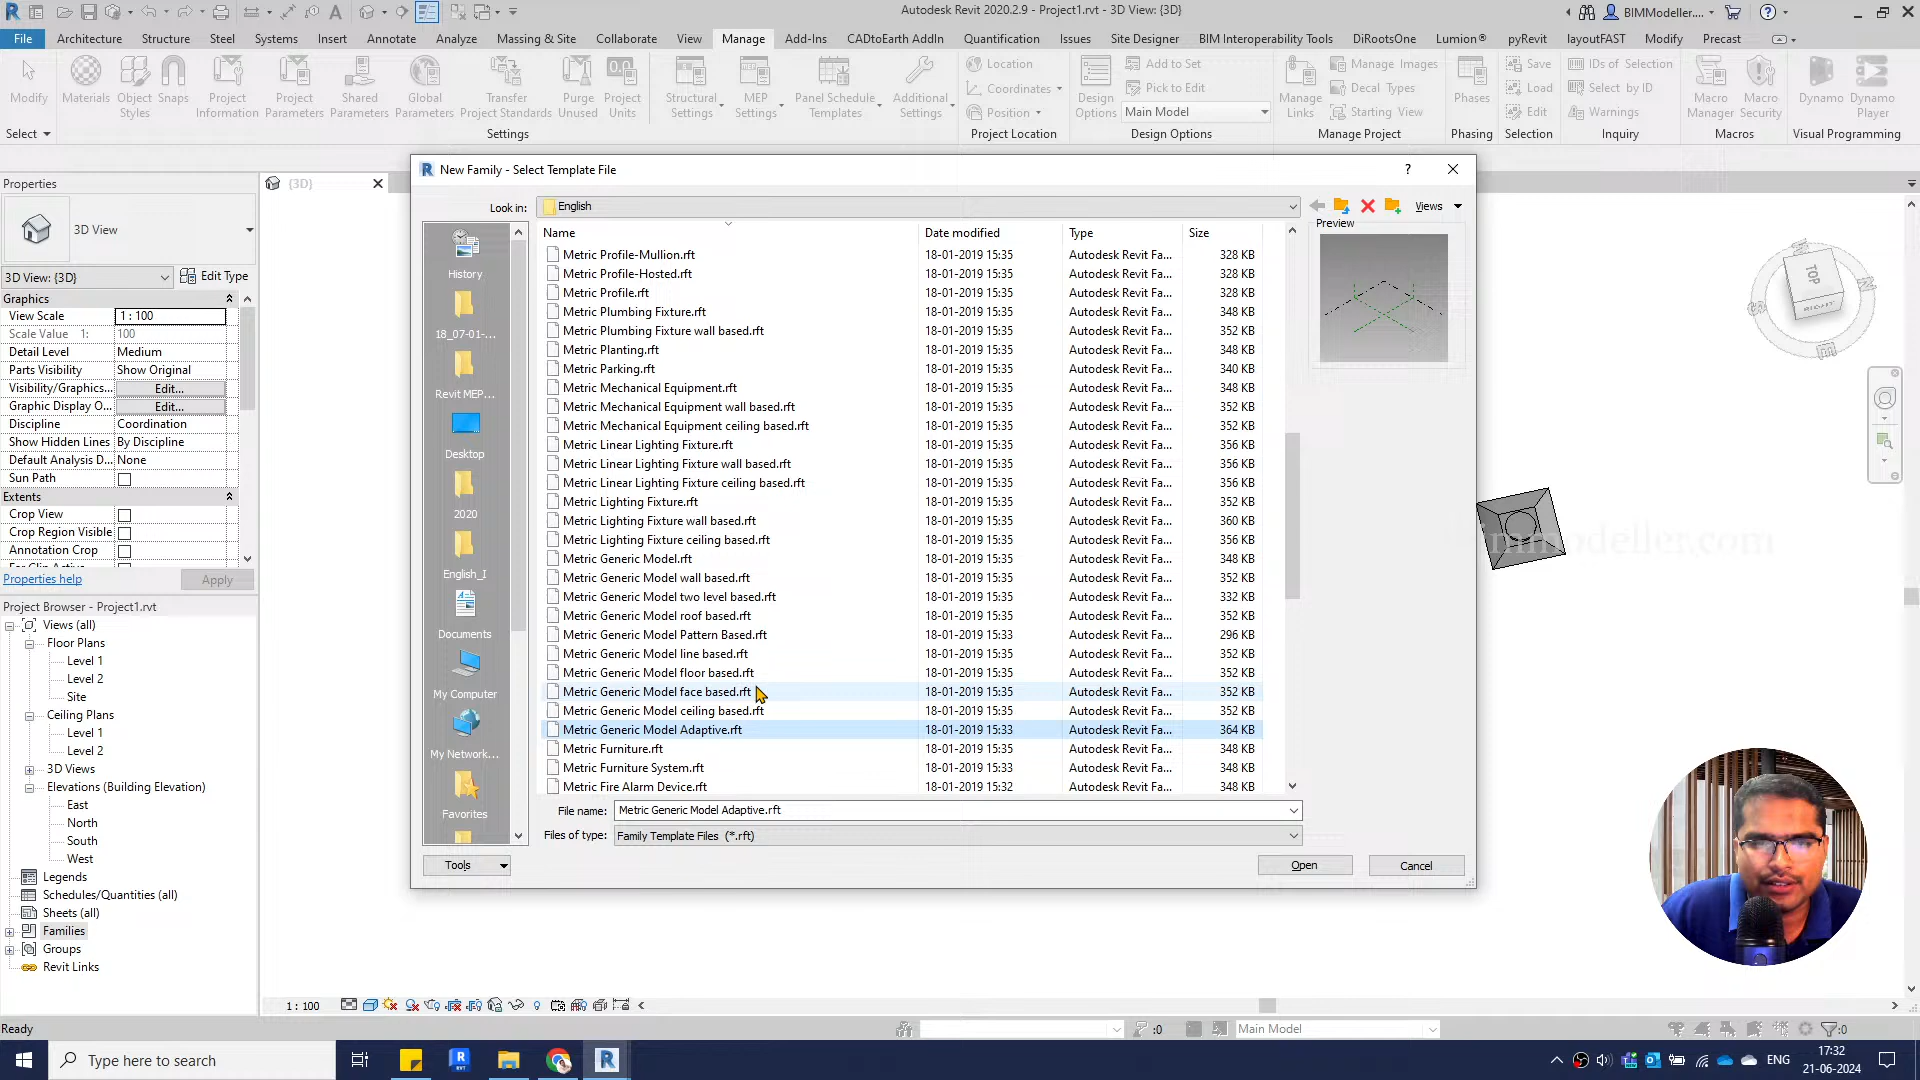 Autodesk Revit 2020.2.9 - Project1.rvt - 3D View: {3D}
BIMModeller....
File Architecture Structure Steel Systems Insert Annotate Analyze Massing & Site Collaborate View Manage Add-Ins CADtoEarth AddIn Quantification Issues Site Designer BIM Interoperability Tools DiRootsOne Lumion® pyRevit layoutFAST Modify Precast
Modify Materials Object Styles Snaps Project Information Project Parameters Shared Parameters Global Parameters Transfer Project Standards Purge Unused Project Units Structural Settings MEP Settings Panel Schedule Templates Additional Settings
Location
Coordinates
Position
Design Options
Add to Set
Pick to Edit
Main Model
Manage Links
Manage Images
Decal Types
Starting View
Phases
Save
Load
Edit
IDs of Selection
Select by ID
Warnings
Macro Manager
Macro Security
Dynamo
Dynamo Player
Select Settings Project Location Design Options Manage Project Phasing Selection Inquiry Macros Visual Programming
Properties
{3D}
3D View
3D View: {3D} Edit Type
Graphics
View Scale 1 : 100
Scale Value 1: 100
Detail Level Medium
Parts Visibility Show Original
Visibility/Graphics... Edit...
Graphic Display O... Edit...
Discipline Coordination
Show Hidden Lines By Discipline
Default Analysis D... None
Sun Path
Extents
Crop View
Crop Region Visible
Annotation Crop
Properties help Apply
Project Browser - Project1.rvt
Views (all)
Floor Plans
Level 1
Level 2
Site
Ceiling Plans
Level 1
Level 2
3D Views
Elevations (Building Elevation)
East
North
South
West
Legends
Schedules/Quantities (all)
Sheets (all)
Families
Groups
Revit Links
New Family - Select Template File
Look in: English
Views
Preview
History
18_07-01-...
Revit MEP...
Desktop
2020
English_I
Documents
My Computer
My Network...
Favorites
Name Date modified Type Size
Metric Profile-Mullion.rft 18-01-2019 15:35 Autodesk Revit Fa... 328 KB
Metric Profile-Hosted.rft 18-01-2019 15:35 Autodesk Revit Fa... 328 KB
Metric Profile.rft 18-01-2019 15:35 Autodesk Revit Fa... 328 KB
Metric Plumbing Fixture.rft 18-01-2019 15:35 Autodesk Revit Fa... 348 KB
Metric Plumbing Fixture wall based.rft 18-01-2019 15:35 Autodesk Revit Fa... 352 KB
Metric Planting.rft 18-01-2019 15:35 Autodesk Revit Fa... 348 KB
Metric Parking.rft 18-01-2019 15:35 Autodesk Revit Fa... 340 KB
Metric Mechanical Equipment.rft 18-01-2019 15:35 Autodesk Revit Fa... 348 KB
Metric Mechanical Equipment wall based.rft 18-01-2019 15:35 Autodesk Revit Fa... 352 KB
Metric Mechanical Equipment ceiling based.rft 18-01-2019 15:35 Autodesk Revit Fa... 352 KB
Metric Linear Lighting Fixture.rft 18-01-2019 15:35 Autodesk Revit Fa... 356 KB
Metric Linear Lighting Fixture wall based.rft 18-01-2019 15:35 Autodesk Revit Fa... 356 KB
Metric Linear Lighting Fixture ceiling based.rft 18-01-2019 15:35 Autodesk Revit Fa... 356 KB
Metric Lighting Fixture.rft 18-01-2019 15:35 Autodesk Revit Fa... 352 KB
Metric Lighting Fixture wall based.rft 18-01-2019 15:35 Autodesk Revit Fa... 360 KB
Metric Lighting Fixture ceiling based.rft 18-01-2019 15:35 Autodesk Revit Fa... 356 KB
Metric Generic Model.rft 18-01-2019 15:35 Autodesk Revit Fa... 348 KB
Metric Generic Model wall based.rft 18-01-2019 15:35 Autodesk Revit Fa... 352 KB
Metric Generic Model two level based.rft 18-01-2019 15:35 Autodesk Revit Fa... 332 KB
Metric Generic Model roof based.rft 18-01-2019 15:35 Autodesk Revit Fa... 352 KB
Metric Generic Model Pattern Based.rft 18-01-2019 15:33 Autodesk Revit Fa... 296 KB
Metric Generic Model line based.rft 18-01-2019 15:35 Autodesk Revit Fa... 352 KB
Metric Generic Model floor based.rft 18-01-2019 15:35 Autodesk Revit Fa... 352 KB
Metric Generic Model face based.rft 18-01-2019 15:35 Autodesk Revit Fa... 352 KB
Metric Generic Model ceiling based.rft 18-01-2019 15:35 Autodesk Revit Fa... 352 KB
Metric Generic Model Adaptive.rft 18-01-2019 15:33 Autodesk Revit Fa... 364 KB
Metric Furniture.rft 18-01-2019 15:35 Autodesk Revit Fa... 348 KB
Metric Furniture System.rft 18-01-2019 15:33 Autodesk Revit Fa... 348 KB
Metric Fire Alarm Device.rft 18-01-2019 15:32 Autodesk Revit Fa... 348 KB
File name: Metric Generic Model Adaptive.rft
Files of type: Family Template Files (*.rft)
Tools Open Cancel
TOP
RIGHT
N
S
E
modeller.com
1 : 100
Ready :0 Main Model :0
Type here to search
ENG
17:32
21-06-2024